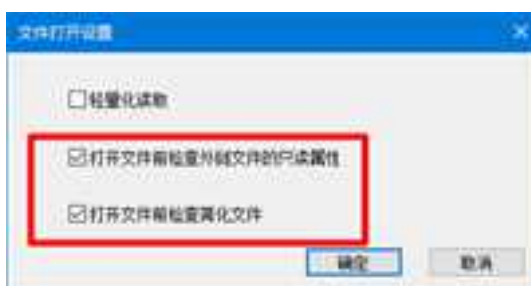 文件打开设置
轻量化读取
打开文件前检查外部文件的只读属性
打开文件前检查简化文件
确定
取消